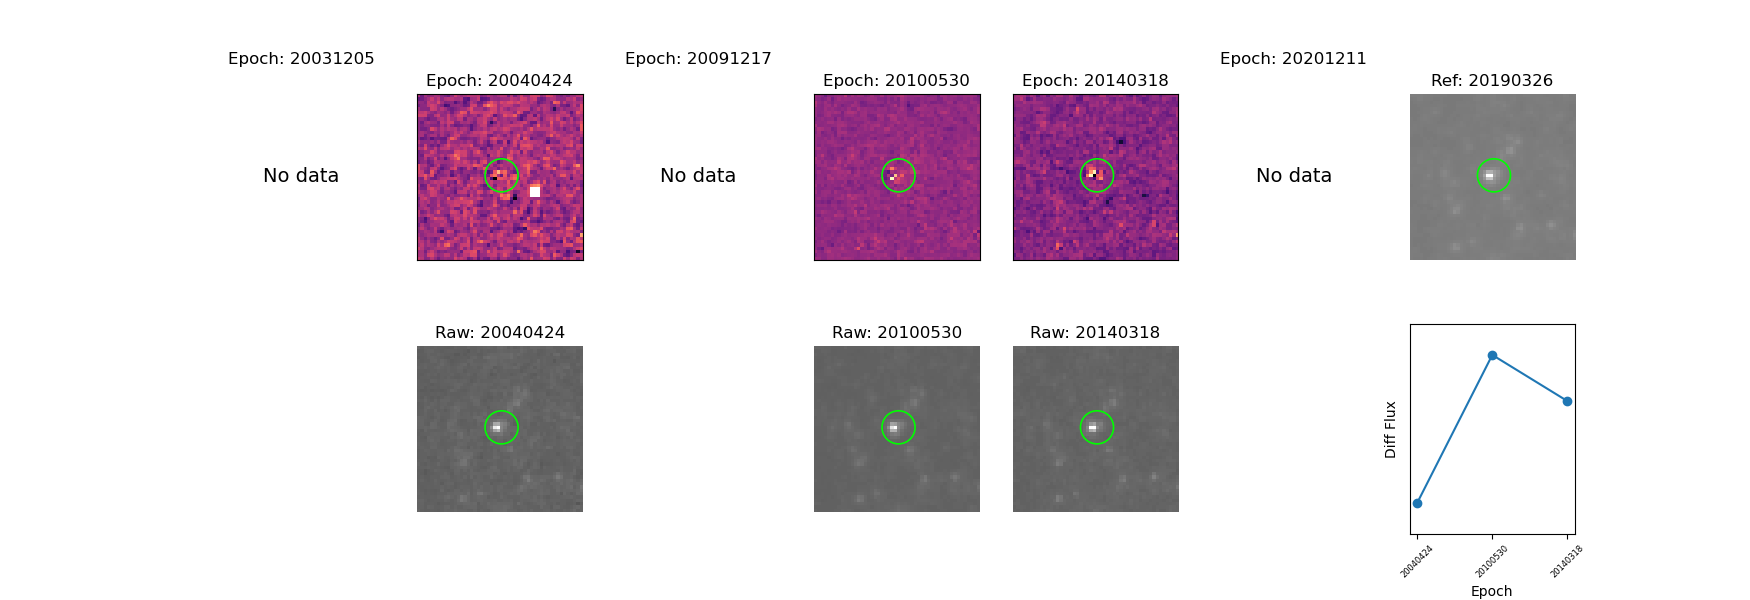 Epoch: 20031205
Epoch: 20040424
Epoch: 20091217
Epoch: 20100530
Epoch: 20140318
Epoch: 20201211
Ref: 20190326
No data
No data
No data
Raw: 20040424
Raw: 20100530
Raw: 20140318
Diff Flux
20040424
20100530
20140318
Epoch